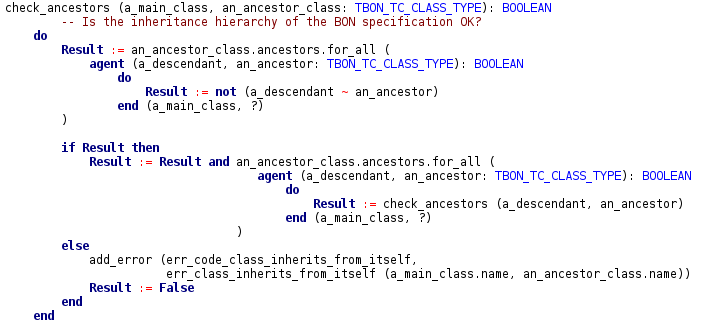 check_ancestors (a_main_class, an_ancestor_class: TBON_TC_CLASS_TYPE): BOOLEAN
-- Is the inheritance hierarchy of the BON specification OK?
do
Result := an_ancestor_class.ancestors.for_all (
agent (a_descendant, an_ancestor: TBON_TC_CLASS_TYPE): BOOLEAN
do
Result := not (a_descendant ~ an_ancestor)
end (a_main_class, ?)
)
if Result then
Result := Result and an_ancestor_class.ancestors.for_all (
agent (a_descendant, an_ancestor: TBON_TC_CLASS_TYPE): BOOLEAN
do
Result := check_ancestors (a_descendant, an_ancestor)
end (a_main_class, ?)
)
else
add_error (err_code_class_inherits_from_itself,
err_class_inherits_from_itself (a_main_class.name, an_ancestor_class.name))
Result := False
end
end